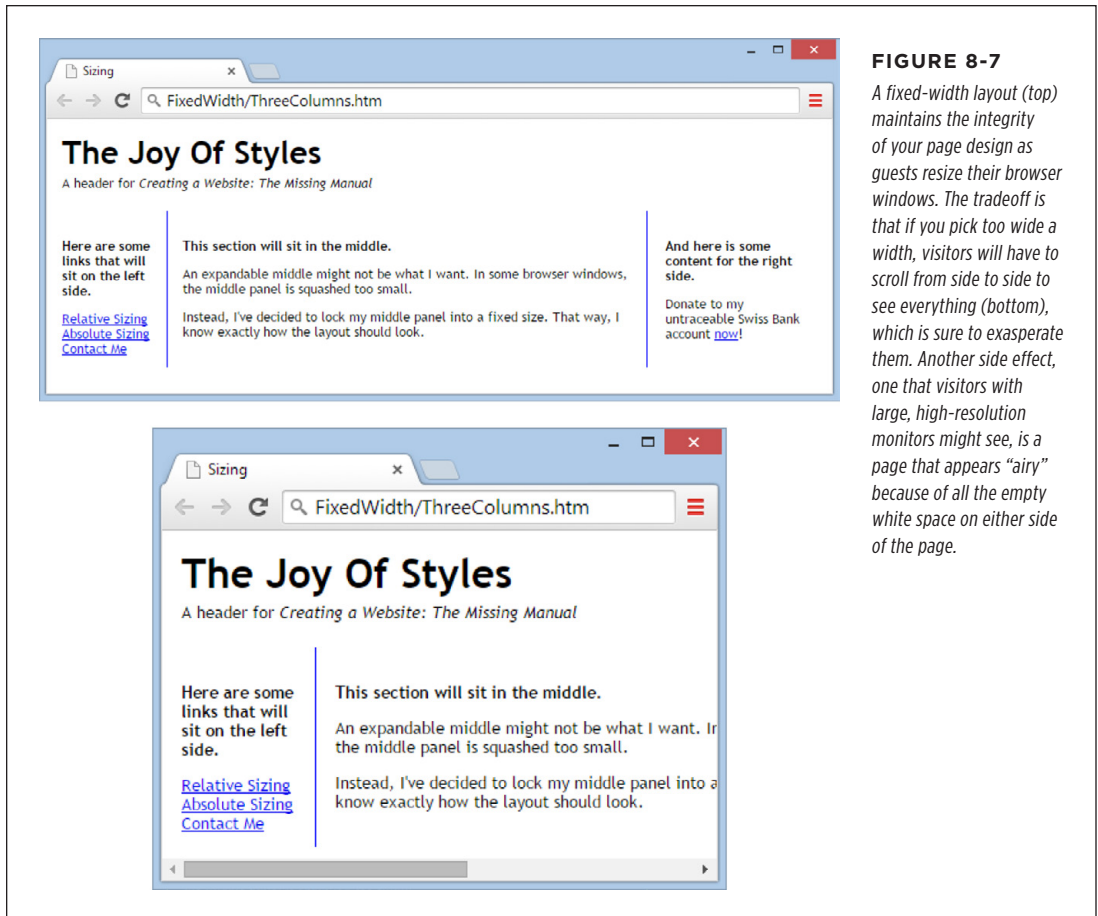 Sizing
FixedWidth/ThreeColumns.htm
The Joy Of Styles
A header for Creating a Website: The Missing Manual
Here are some
links that will
sit on the left
side.
Relative Sizing
Absolute Sizing
Contact Me
This section will sit in the middle.
An expandable middle might not be what I want. In some browser windows,
the middle panel is squashed too small.
Instead, I've decided to lock my middle panel into a fixed size. That way, I
know exactly how the layout should look.
And here is some
content for the right
side.
Donate to my
untraceable Swiss Bank
account now!
Sizing
FixedWidth/ThreeColumns.htm
The Joy Of Styles
A header for Creating a Website: The Missing Manual
Here are some
links that will
sit on the left
side.
Relative Sizing
Absolute Sizing
Contact Me
This section will sit in the middle.
An expandable middle might not be what I want. In
the middle panel is squashed too small.
Instead, I've decided to lock my middle panel into a
know exactly how the layout should look.
FIGURE 8-7
A fixed-width layout (top)
maintains the integrity
of your page design as
guests resize their browser
windows. The tradeoff is
that if you pick too wide a
width, visitors will have to
scroll from side to side to
see everything (bottom),
which is sure to exasperate
them. Another side effect,
one that visitors with
large, high-resolution
monitors might see, is a
page that appears “airy”
because of all the empty
white space on either side
of the page.